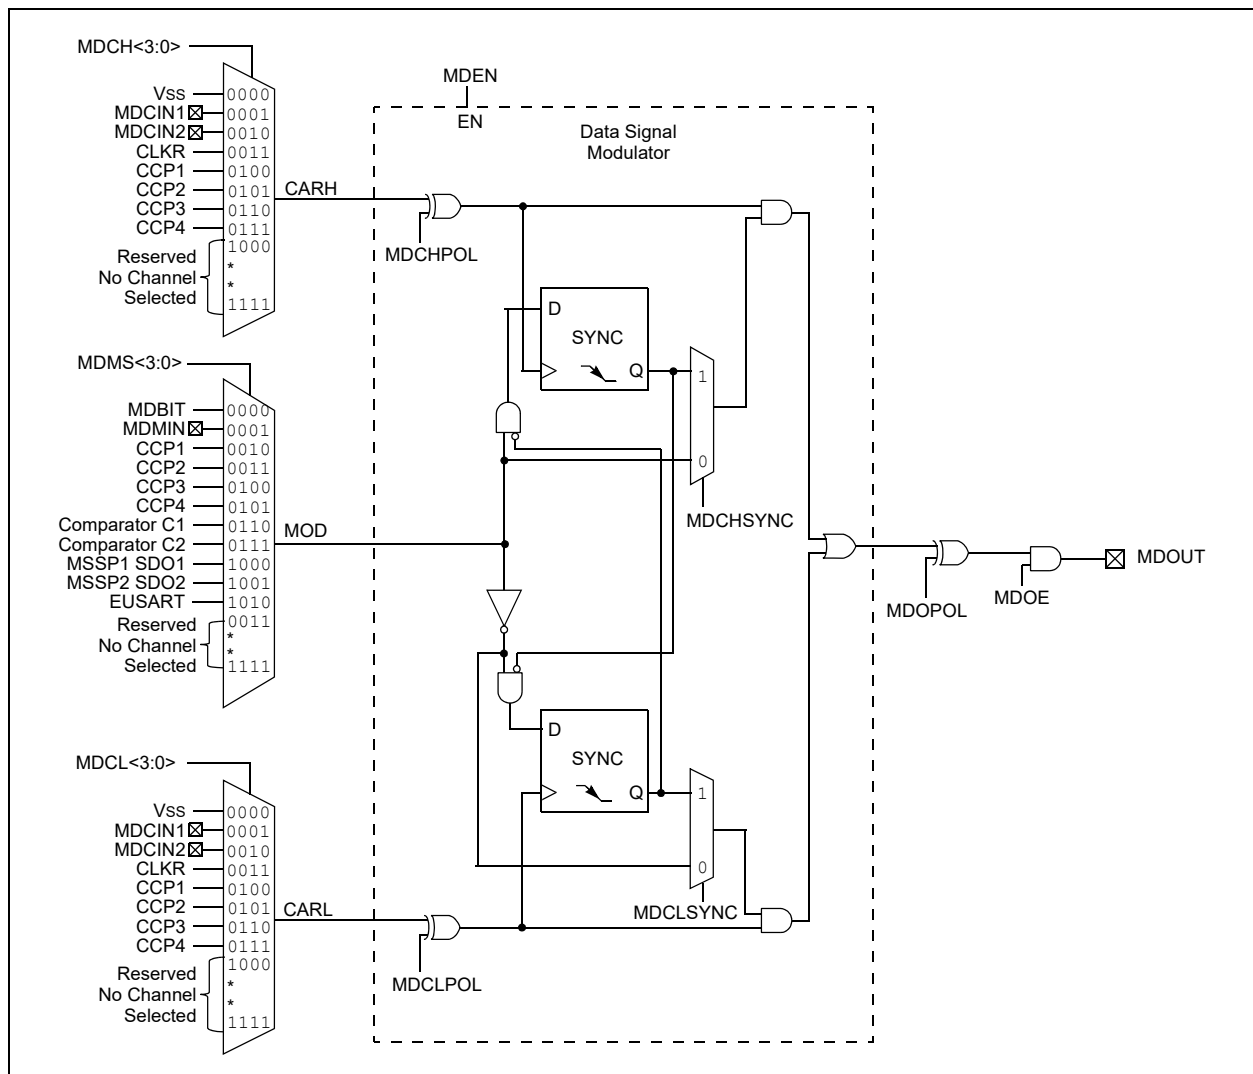 MDCH<3:0>
Vss 0000
MDCIN1 0001
MDCIN2 0010
CLKR 0011
CCP1 0100
CCP2 0101
CCP3 0110
CCP4 0111
1000
Reserved
No Channel
Selected
*
*
1111
CARH
MDEN
EN
Data Signal
Modulator
MDCHPOL
D
SYNC
Q
1
0
MDCHSYNC
MDMS<3:0>
MDBIT 0000
MDMIN 0001
CCP1 0010
CCP2 0011
CCP3 0100
CCP4 0101
Comparator C1 0110
Comparator C2 0111
MSSP1 SDO1 1000
MSSP2 SDO2 1001
EUSART 1010
0011
Reserved
No Channel
Selected
*
*
1111
MOD
MDOPOL
MDOE
MDOUT
D
SYNC
Q
1
0
MDCLSYNC
MDCL<3:0>
Vss 0000
MDCIN1 0001
MDCIN2 0010
CLKR 0011
CCP1 0100
CCP2 0101
CCP3 0110
CCP4 0111
1000
Reserved
No Channel
Selected
*
*
1111
CARL
MDCLPOL